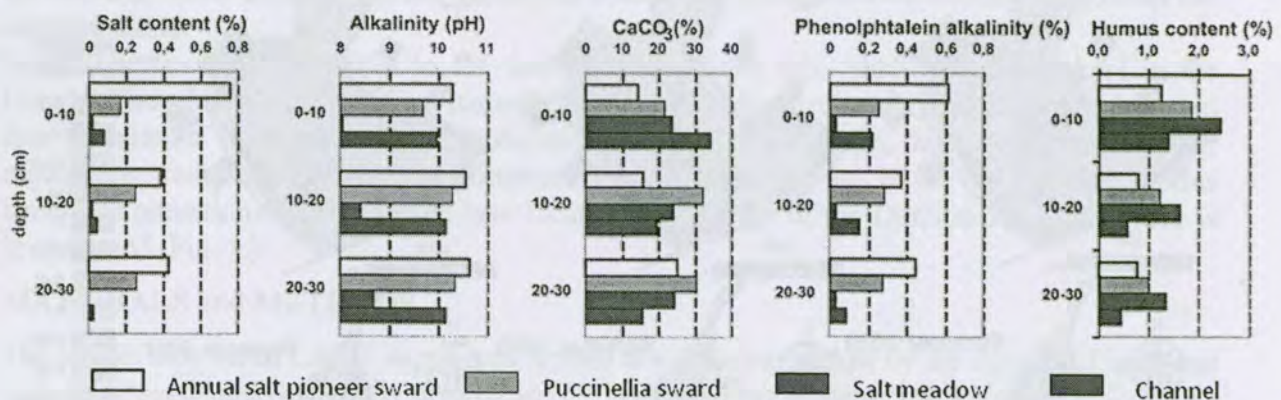 Salt content (%)
0 0,2 0,4 0,6 0,8
Alkalinity (pH)
8 9 10 11
CaCO3(%)
0 10 20 30 40
Phenolphtalein alkalinity (%)
0 0,2 0,4 0,6 0,8
Humus content (%)
0,0 1,0 2,0 3,0
depth (cm)
0-10 0-10 0-10 0-10 0-10
10-20 10-20 10-20 10-20 10-20
20-30 20-30 20-30 20-30 20-30
Annual salt pioneer sward Puccinellia sward Salt meadow Channel